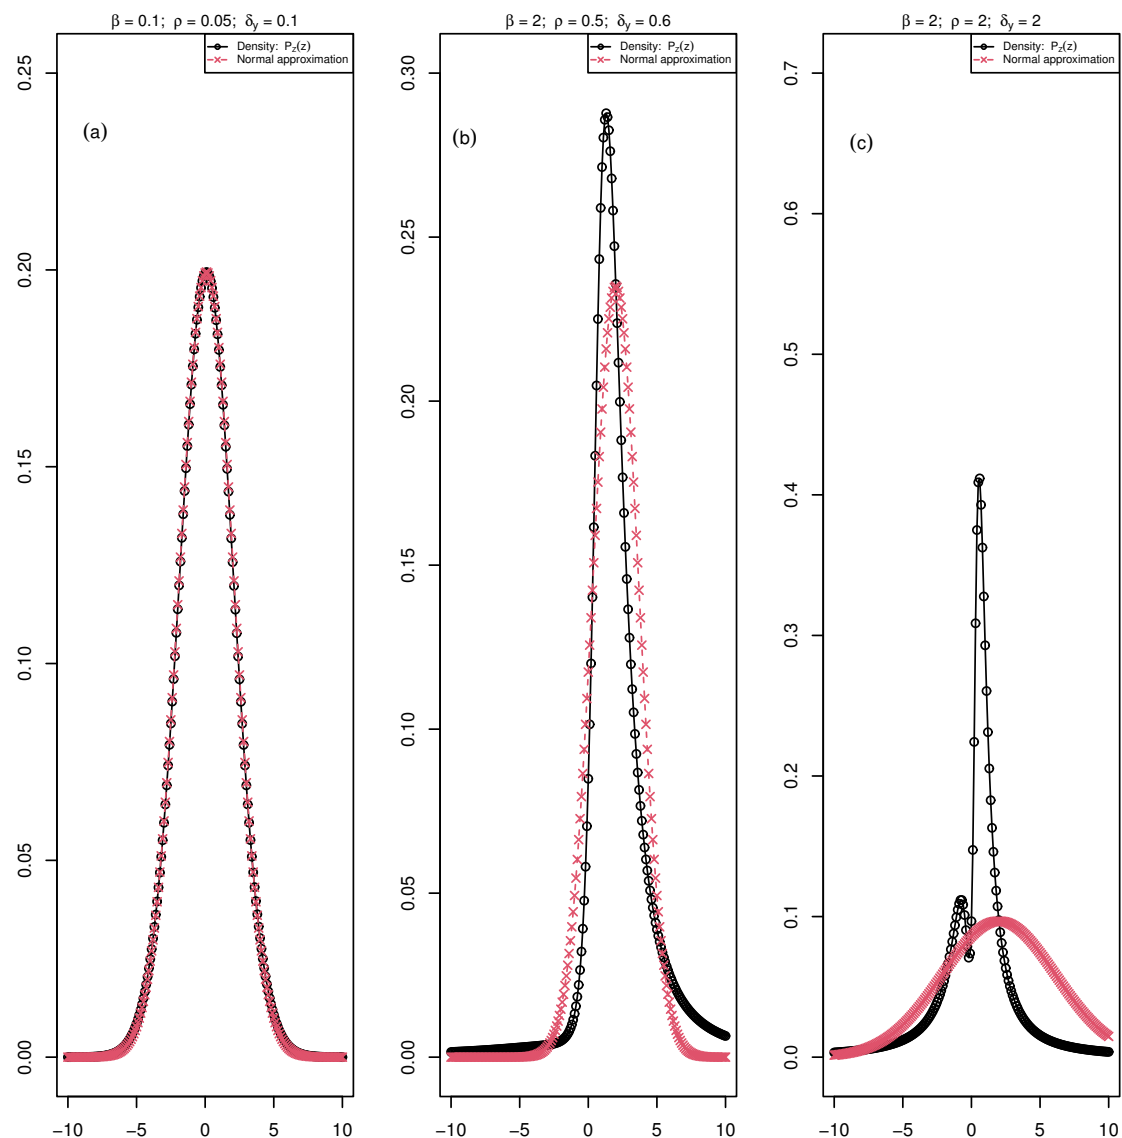 β = 0.1; ρ = 0.05; δy = 0.1
Density: Pz(z)
Normal approximation
(a)
0.25
0.20
0.15
0.10
0.05
0.00
−10 −5 0 5 10
β = 2; ρ = 0.5; δy = 0.6
Density: Pz(z)
Normal approximation
(b)
0.30
0.25
0.20
0.15
0.10
0.05
0.00
−10 −5 0 5 10
β = 2; ρ = 2; δy = 2
Density: Pz(z)
Normal approximation
(c)
0.7
0.6
0.5
0.4
0.3
0.2
0.1
0.0
−10 −5 0 5 10